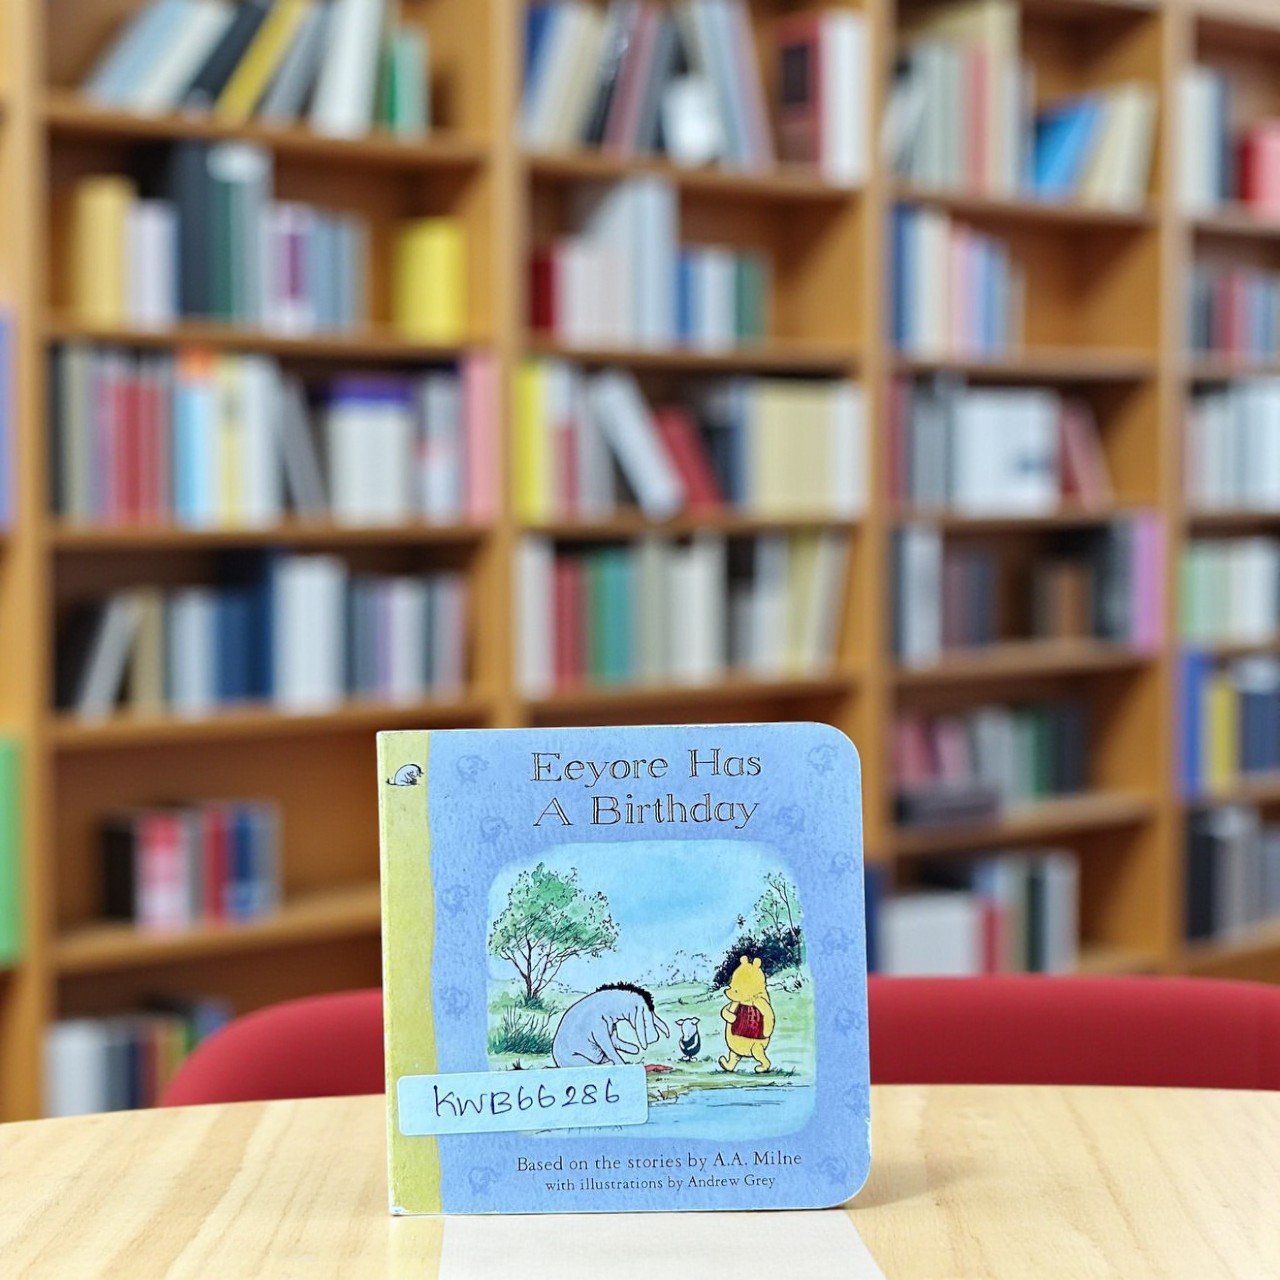 Eeyore Has
A Birthday
KWB66286
Based on the stories by A.A. Milne
with illustrations by Andrew Grey